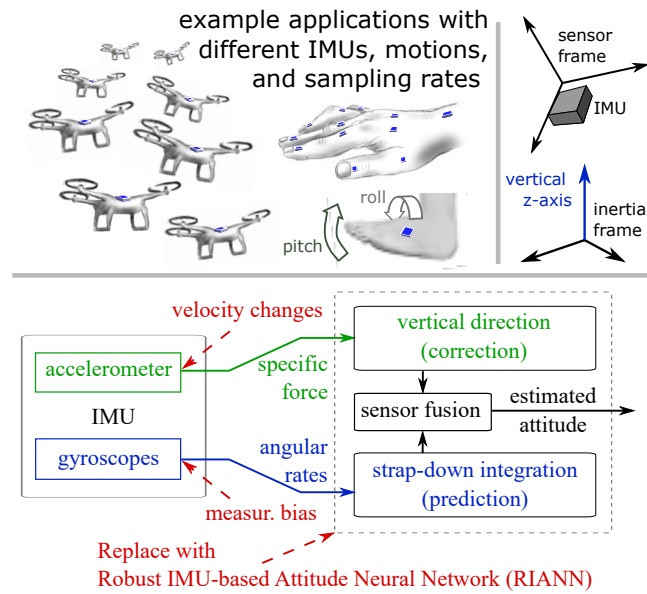 example applications with
different IMUs, motions,
and sampling rates
roll
pitch
sensor
frame
IMU
vertical
z-axis
inertia
frame
velocity changes
accelerometer
IMU
gyroscopes
specific
force
angular
rates
measur. bias
vertical direction
(correction)
sensor fusion
strap-down integration
(prediction)
estimated
attitude
Replace with
Robust IMU-based Attitude Neural Network (RIANN)